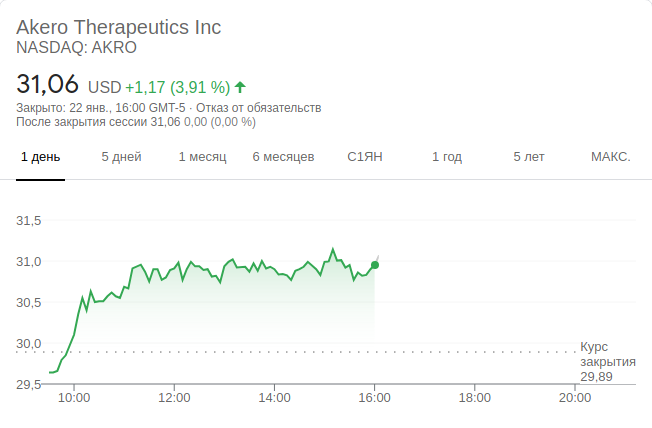 Akero Therapeutics Inc
NASDAQ: AKRO
31,06 USD +1,17 (3,91 %)
Закрыто: 22 янв., 16:00 GMT-5 · Отказ от обязательств
После закрытия сессии 31,06 0,00 (0,00 %)
1 день 5 дней 1 месяц 6 месяцев С1ЯН 1 год 5 лет МАКС.
31,5
31,0
30,5
30,0
29,5
Курс
закрытия
29,89
10:00 12:00 14:00 16:00 18:00 20:00